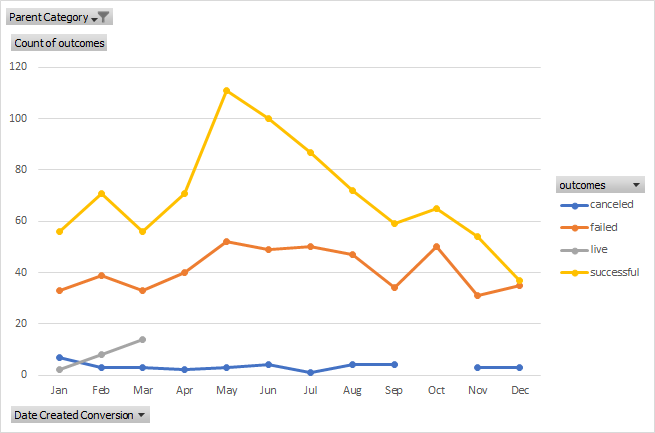 Parent Category
Count of outcomes
120
100
80
60
40
20
0
Jan Feb Mar Apr May Jun Jul Aug Sep Oct Nov Dec
outcomes
canceled
failed
live
successful
Date Created Conversion